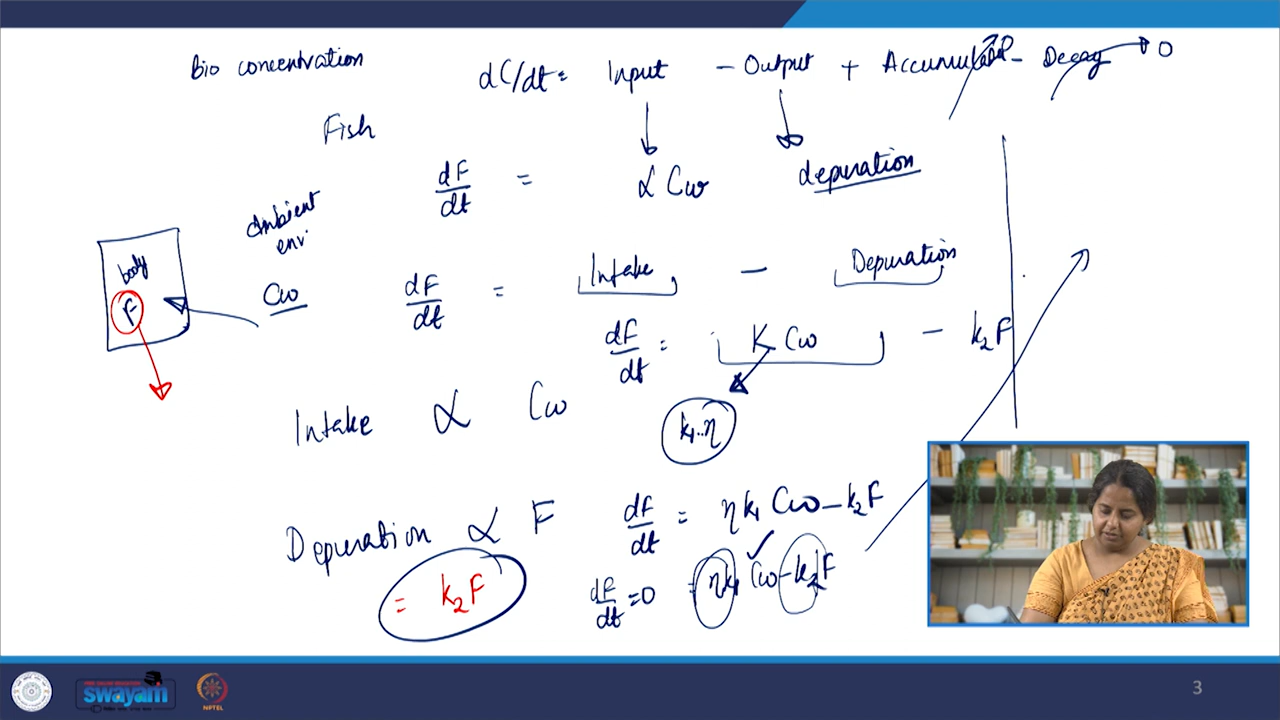 Bio concentration
dC/dt = Input - Output + Accumulated - Decay → 0
Fish
dF/dt = α Cw depuration
Ambient env.
body
F
Cw
dF/dt = Intake - Depuration
dF/dt = K Cw - k₂F
Intake α Cw
k₁.η
Depuration α F
= k₂F
dF/dt = ηk₁ Cw - k₂F
dF/dt = 0 = ηk₁ Cw - k₂F
swayam
NPTEL
3